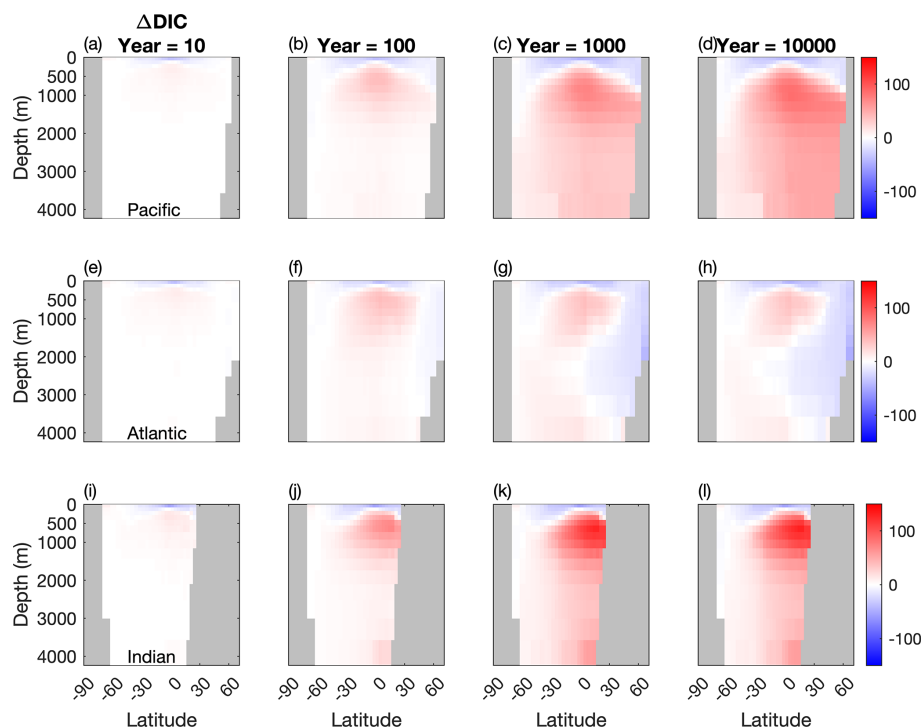 ΔDIC
Year = 10
Year = 100
Year = 1000
Year = 10000
(a)
(b)
(c)
(d)
0
500
1000
2000
3000
4000
Depth (m)
Pacific
100
0
-100
(e)
(f)
(g)
(h)
0
500
1000
2000
3000
4000
Depth (m)
Atlantic
100
0
-100
(i)
(j)
(k)
(l)
0
500
1000
2000
3000
4000
Depth (m)
Indian
100
0
-100
-90 -60 -30 0 30 60
-90 -60 -30 0 30 60
-90 -60 -30 0 30 60
-90 -60 -30 0 30 60
Latitude
Latitude
Latitude
Latitude